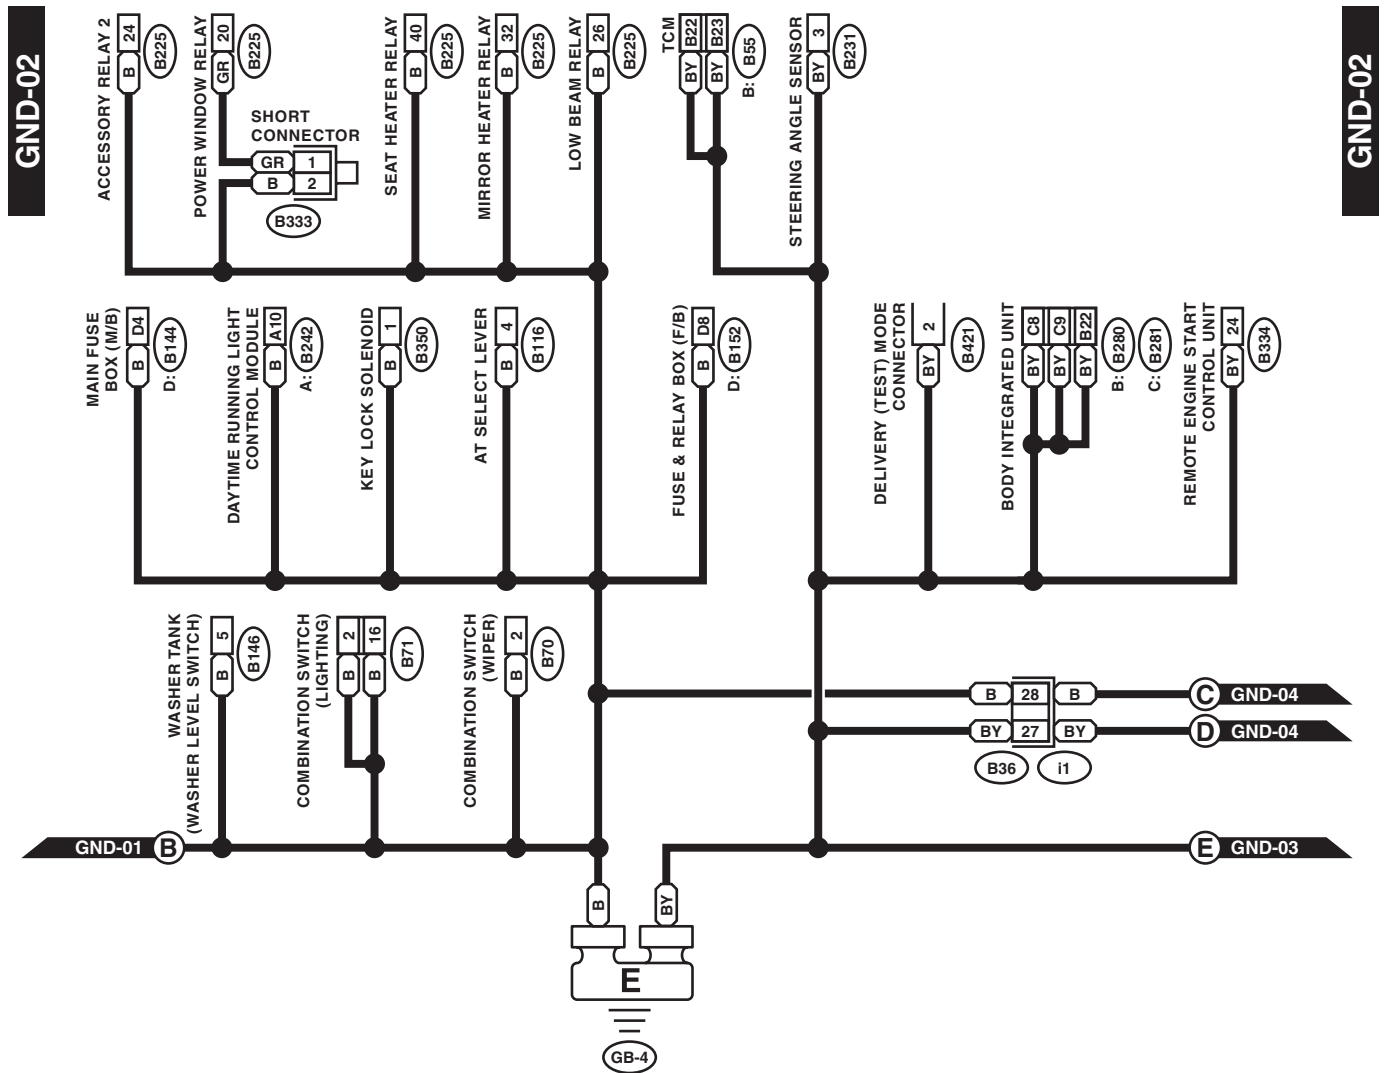 GND-02
GND-02
ACCESSORY RELAY 2
24
B
B225
POWER WINDOW RELAY
20
GR
B225
SHORT
CONNECTOR
GR 1
B 2
B333
SEAT HEATER RELAY
40
B
B225
MIRROR HEATER RELAY
32
B
B225
LOW BEAM RELAY
26
B
B225
TCM
B22 B23
BY BY
B: B55
STEERING ANGLE SENSOR
3
BY
B231
MAIN FUSE
BOX (M/B)
D4
B
D: B144
DAYTIME RUNNING LIGHT
CONTROL MODULE
A10
B
A: B242
KEY LOCK SOLENOID
1
B
B350
AT SELECT LEVER
4
B
B116
FUSE & RELAY BOX (F/B)
D8
B
D: B152
DELIVERY (TEST) MODE
CONNECTOR
2
BY
B421
BODY INTEGRATED UNIT
C8 C9 B22
BY BY BY
B: B280
C: B281
REMOTE ENGINE START
CONTROL UNIT
24
BY
B334
WASHER TANK
(WASHER LEVEL SWITCH)
5
B
B146
COMBINATION SWITCH
(LIGHTING)
2 16
B B
B71
COMBINATION SWITCH
(WIPER)
2
B
B70
B 28 B C GND-04
BY 27 BY D GND-04
B36 i1
GND-01 B
E GND-03
B BY
E
GB-4